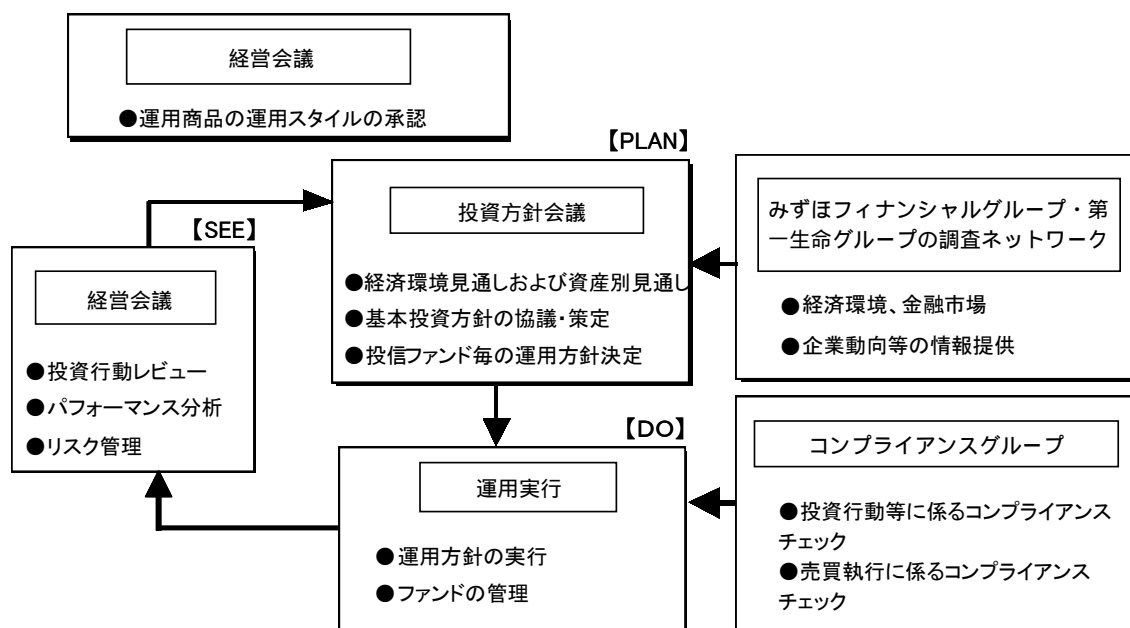 経営会議
●運用商品の運用スタイルの承認
【PLAN】
投資方針会議
●経済環境見通しおよび資産別見通し
●基本投資方針の協議・策定
●投信ファンド毎の運用方針決定
みずほフィナンシャルグループ・第
一生命グループの調査ネットワーク
●経済環境、金融市場
●企業動向等の情報提供
【SEE】
経営会議
●投資行動レビュー
●パフォーマンス分析
●リスク管理
【DO】
運用実行
●運用方針の実行
●ファンドの管理
コンプライアンスグループ
●投資行動等に係るコンプライアンス
チェック
●売買執行に係るコンプライアンス
チェック